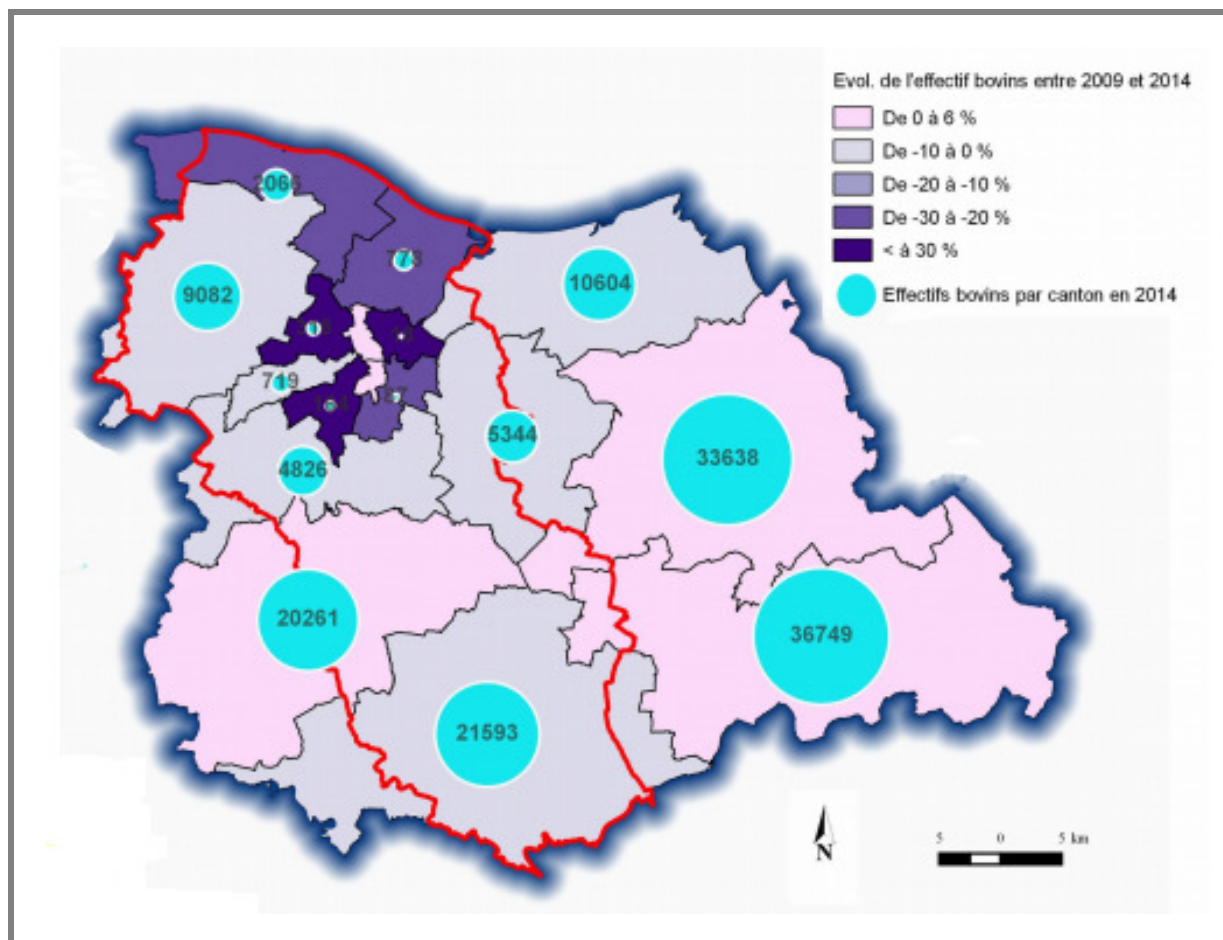 Evol. de l'effectif bovins entre 2009 et 2014
De 0 à 6 %
De -10 à 0 %
De -20 à -10 %
De -30 à -20 %
< à 30 %
Effectifs bovins par canton en 2014
2066
778
9082
10604
719
5344
33638
4826
20261
36749
21593
N
5 0 5 km